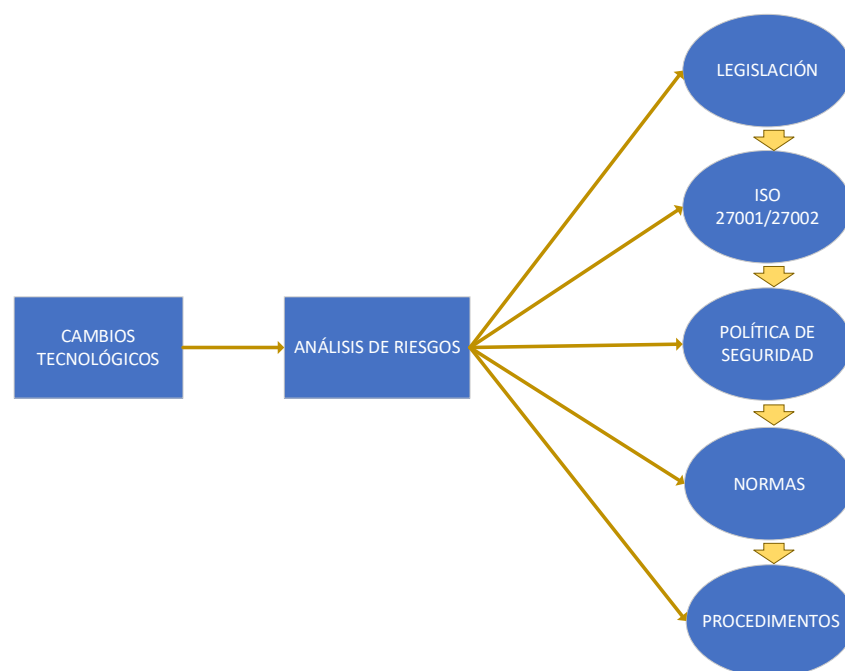 LEGISLACIÓN
ISO
27001/27002
CAMBIOS
TECNOLÓGICOS
ANÁLISIS DE RIESGOS
POLÍTICA DE
SEGURIDAD
NORMAS
PROCEDIMENTOS